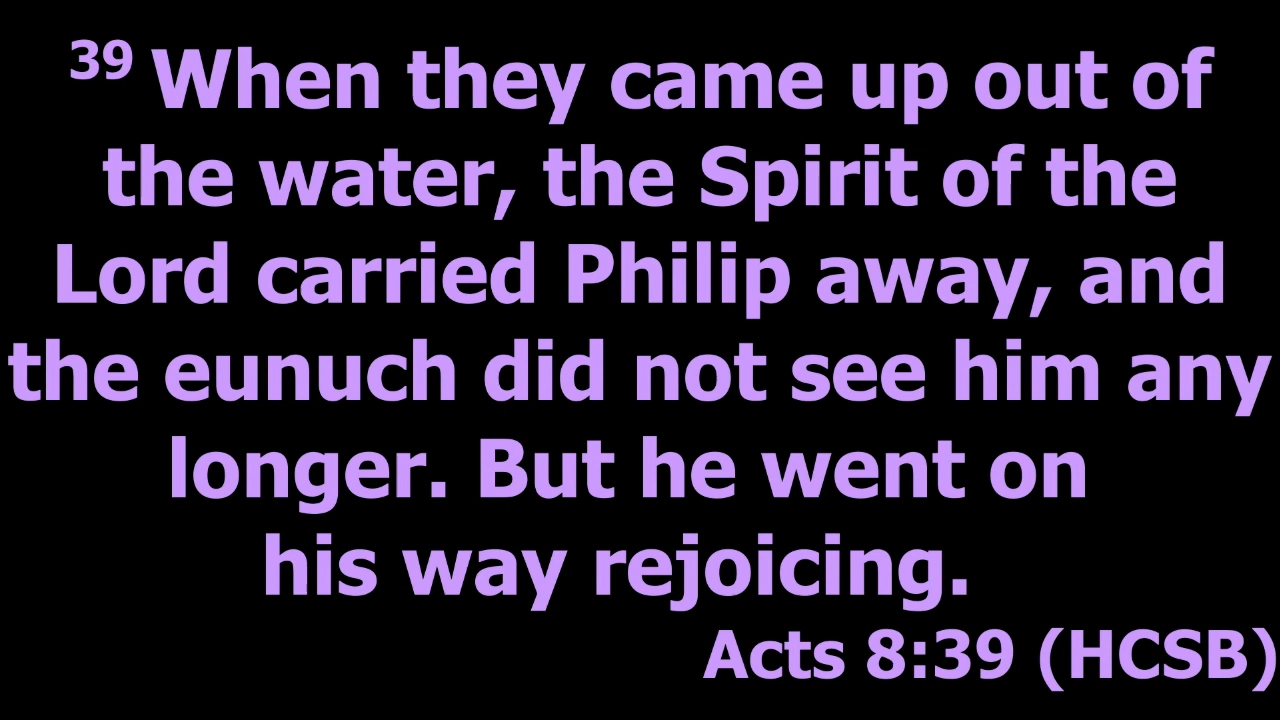 39 When they came up out of
the water, the Spirit of the
Lord carried Philip away, and
the eunuch did not see him any
longer. But he went on
his way rejoicing.
Acts 8:39 (HCSB)